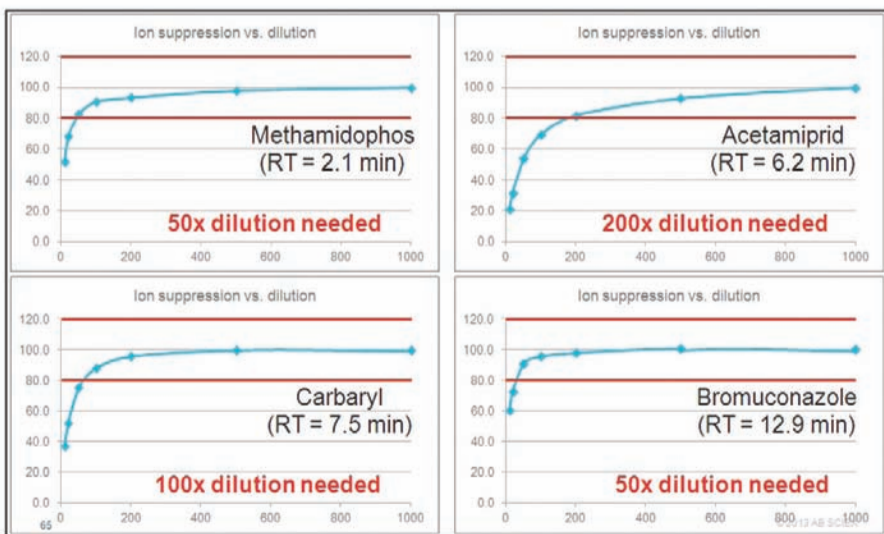 Ion suppression vs. dilution
120.0
100.0
80.0
60.0
40.0
20.0
0.0
Methamidophos
(RT = 2.1 min)
50x dilution needed
0 200 400 600 800 1000
Ion suppression vs. dilution
120.0
100.0
80.0
60.0
40.0
20.0
0.0
Acetamiprid
(RT = 6.2 min)
200x dilution needed
0 200 400 600 800 1000
Ion suppression vs. dilution
120.0
100.0
80.0
60.0
40.0
20.0
0.0
Carbaryl
(RT = 7.5 min)
100x dilution needed
0 200 400 600 800 1000
65
Ion suppression vs. dilution
120.0
100.0
80.0
60.0
40.0
20.0
0.0
Bromuconazole
(RT = 12.9 min)
50x dilution needed
0 200 400 600 800 1000
© 2013 AB SCIEX